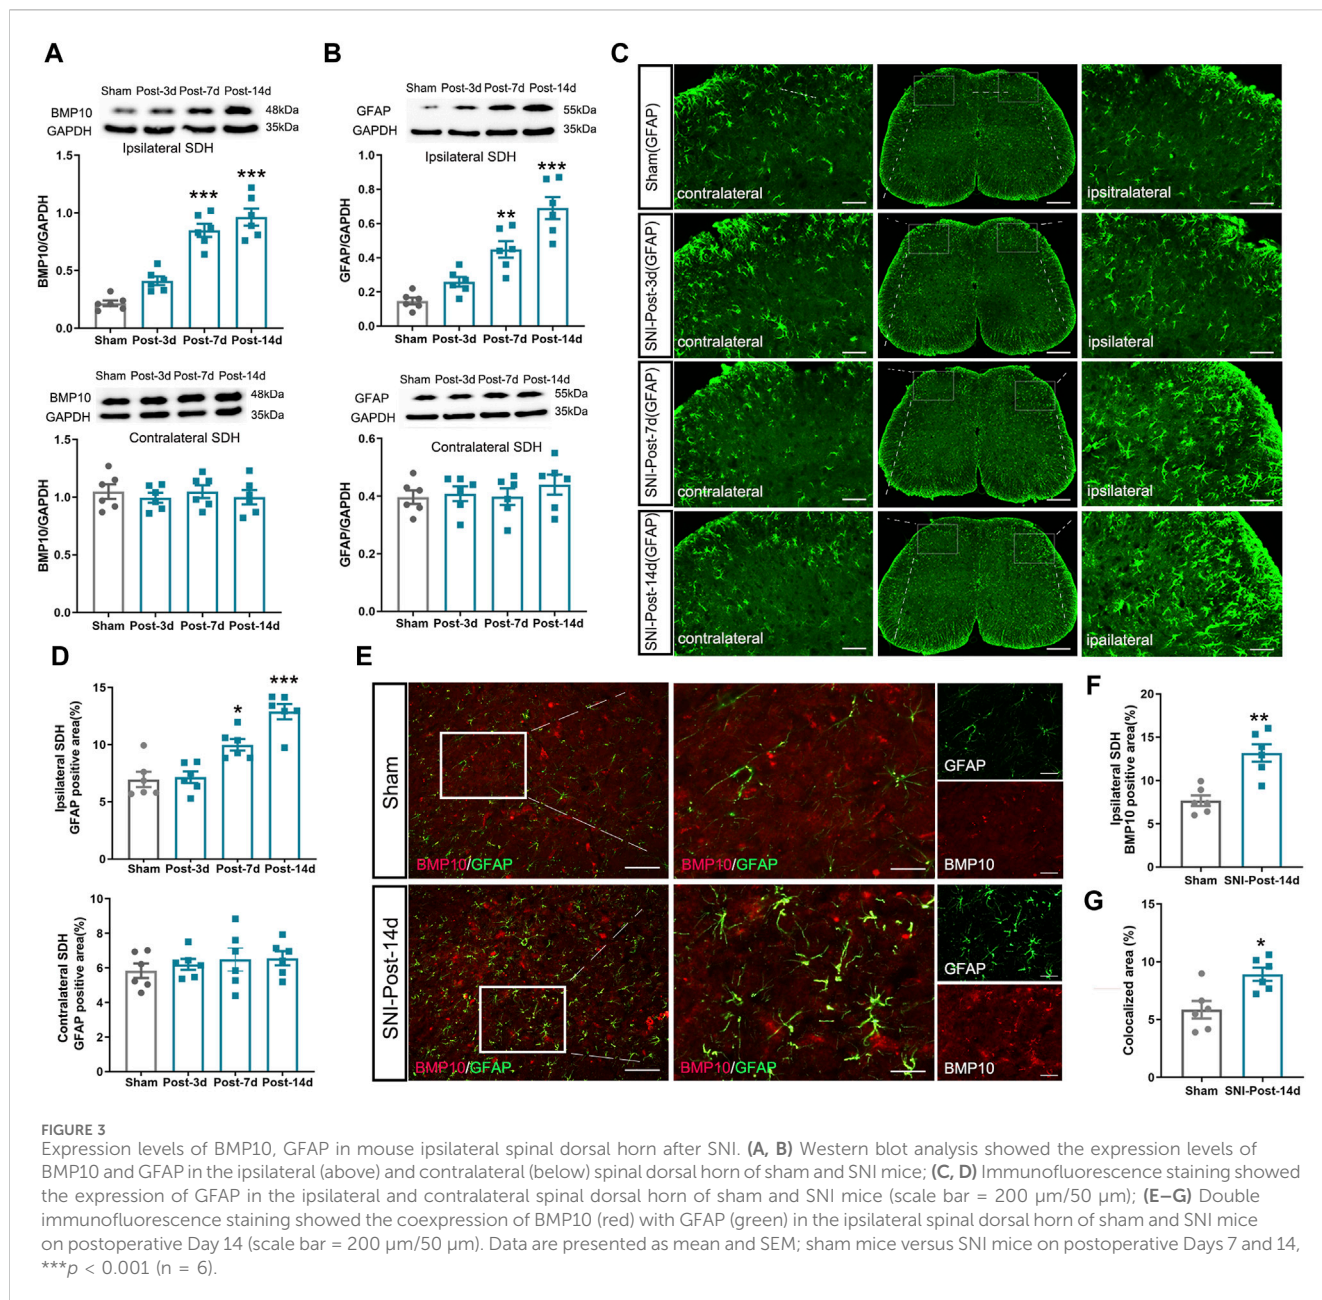 A
Sham Post-3d Post-7d Post-14d
BMP10 48kDa
GAPDH 35kDa
Ipsilateral SDH
BMP10/GAPDH
1.5
1.0
0.5
0.0
*** ***
Sham Post-3d Post-7d Post-14d
Sham Post-3d Post-7d Post-14d
BMP10 48kDa
GAPDH 35kDa
Contralateral SDH
BMP10/GAPDH
1.5
1.0
0.5
0.0
Sham Post-3d Post-7d Post-14d
B
Sham Post-3d Post-7d Post-14d
GFAP 55kDa
GAPDH 35kDa
Ipsilateral SDH
GFAP/GAPDH
1.0
0.8
0.6
0.4
0.2
0.0
** ***
Sham Post-3d Post-7d Post-14d
Sham Post-3d Post-7d Post-14d
GFAP 55kDa
GAPDH 35kDa
Contralateral SDH
GFAP/GAPDH
0.6
0.4
0.2
0.0
Sham Post-3d Post-7d Post-14d
C
Sham(GFAP)
contralateral
ipsitralateral
SNI-Post-3d(GFAP)
contralateral
ipsilateral
SNI-Post-7d(GFAP)
contralateral
ipsilateral
SNI-Post-14d(GFAP)
contralateral
ipailateral
D
Ipsilateral SDH
GFAP positive area(%)
15
10
5
0
* ***
Sham Post-3d Post-7d Post-14d
Contralateral SDH
GFAP positive area(%)
10
8
6
4
2
0
Sham Post-3d Post-7d Post-14d
E
Sham
BMP10/GFAP
BMP10/GFAP
GFAP
BMP10
SNI-Post-14d
BMP10/GFAP
BMP10/GFAP
GFAP
BMP10
F
Ipsilateral SDH
BMP10 positive area(%)
20
15
10
5
0
**
Sham SNI-Post-14d
G
Colocalized area (%)
15
10
5
0
*
Sham SNI-Post-14d
FIGURE 3
Expression levels of BMP10, GFAP in mouse ipsilateral spinal dorsal horn after SNI. (A, B) Western blot analysis showed the expression levels of
BMP10 and GFAP in the ipsilateral (above) and contralateral (below) spinal dorsal horn of sham and SNI mice; (C, D) Immunofluorescence staining showed
the expression of GFAP in the ipsilateral and contralateral spinal dorsal horn of sham and SNI mice (scale bar = 200 μm/50 μm); (E–G) Double
immunofluorescence staining showed the coexpression of BMP10 (red) with GFAP (green) in the ipsilateral spinal dorsal horn of sham and SNI mice
on postoperative Day 14 (scale bar = 200 μm/50 μm). Data are presented as mean and SEM; sham mice versus SNI mice on postoperative Days 7 and 14,
***p < 0.001 (n = 6).